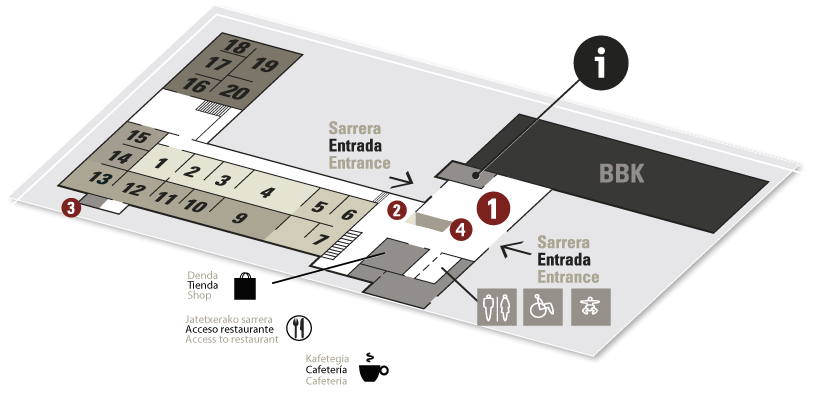 18
17 19
16 20
i
Sarrera
Entrada
Entrance
BBK
15
14
13
1 2 3 4 5 6
12 11 10 9 7
3
2
1
4
Sarrera
Entrada
Entrance
Denda
Tienda
Shop
Jatetxerako sarrera
Acceso restaurante
Access to restaurant
Kafetegia
Cafetería
Cafeteria